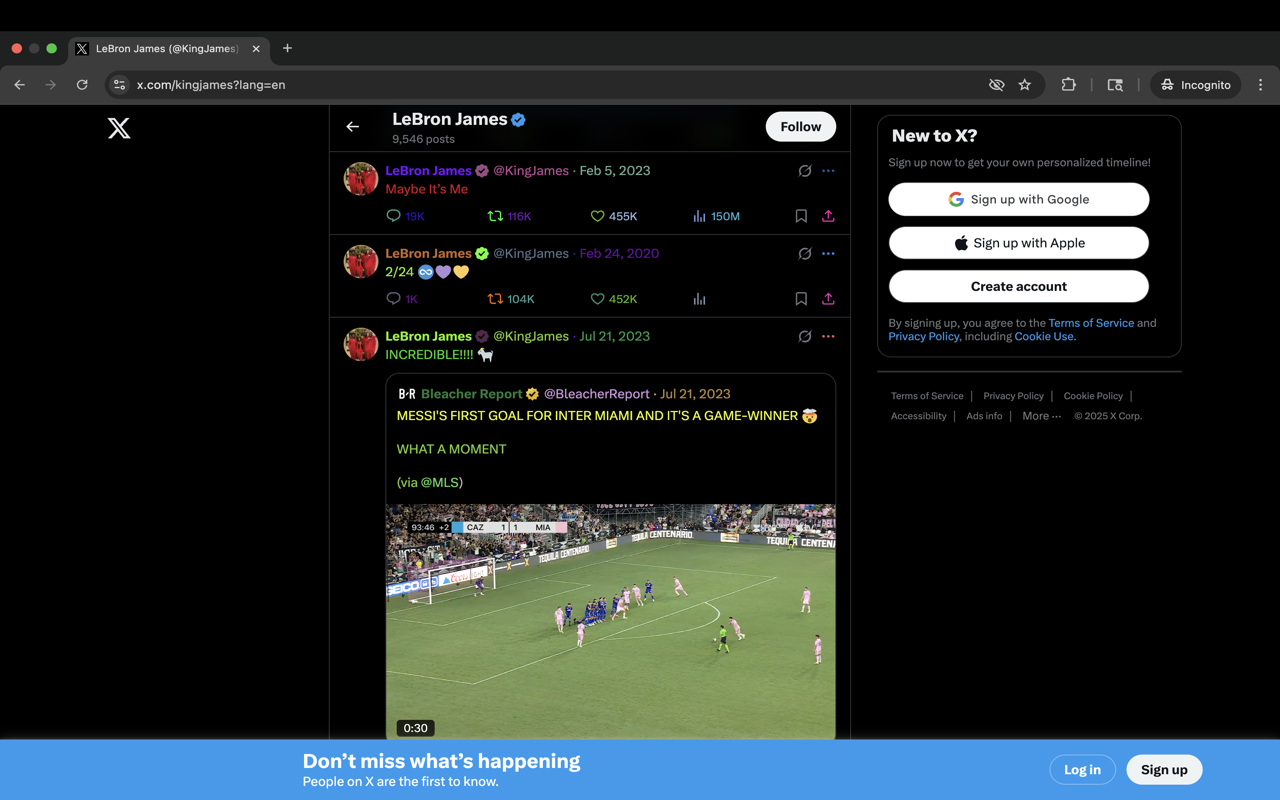 LeBron James (@KingJames)
x.com/kingjames?lang=en
Incognito
LeBron James
9,546 posts
Follow
LeBron James @KingJames · Feb 5, 2023
Maybe It's Me
19K 116K 455K 150M
LeBron James @KingJames · Feb 24, 2020
2/24 ♾️💜💛
1K 104K 452K
LeBron James @KingJames · Jul 21, 2023
INCREDIBLE!!!! 🐐
B/R Bleacher Report @BleacherReport · Jul 21, 2023
MESSI'S FIRST GOAL FOR INTER MIAMI AND IT'S A GAME-WINNER 🤯
WHAT A MOMENT
(via @MLS)
93:46 +2 CAZ 1 1 MIA
TEQUILA CENTENARIO.
TEQUILA CENTENARIO
GEICO
0:30
New to X?
Sign up now to get your own personalized timeline!
Sign up with Google
Sign up with Apple
Create account
By signing up, you agree to the Terms of Service and
Privacy Policy, including Cookie Use.
Terms of Service | Privacy Policy | Cookie Policy |
Accessibility | Ads info | More ··· © 2025 X Corp.
Don't miss what's happening
People on X are the first to know.
Log in
Sign up